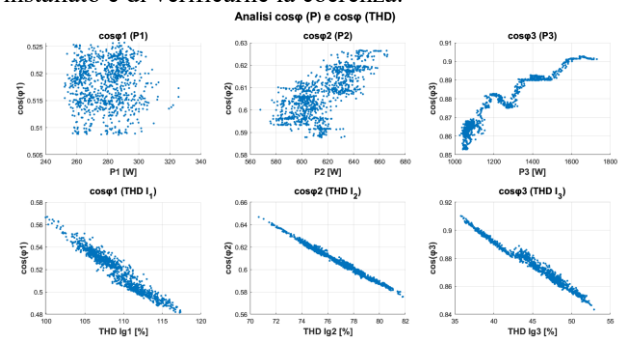 installato e di verificarne la coerenza.
Analisi cosφ (P) e cosφ (THD)
cosφ1 (P1) cosφ2 (P2) cosφ3 (P3)
cos(φ1)
0.525
0.52
0.515
0.51
0.505
240 260 280 300 320 340
P1 [W]
cos(φ2)
0.63
0.62
0.61
0.6
0.59
0.58
560 580 600 620 640 660 680
P2 [W]
cos(φ3)
0.91
0.9
0.89
0.88
0.87
0.86
0.85
1000 1200 1400 1600 1800
P3 [W]
cosφ1 (THD I1) cosφ2 (THD I2) cosφ3 (THD I3)
cos(φ1)
0.58
0.56
0.54
0.52
0.5
0.48
100 105 110 115 120
THD Ig1 [%]
cos(φ2)
0.66
0.64
0.62
0.6
0.58
0.56
70 72 74 76 78 80 82
THD Ig2 [%]
cos(φ3)
0.92
0.9
0.88
0.86
0.84
35 40 45 50 55
THD Ig3 [%]